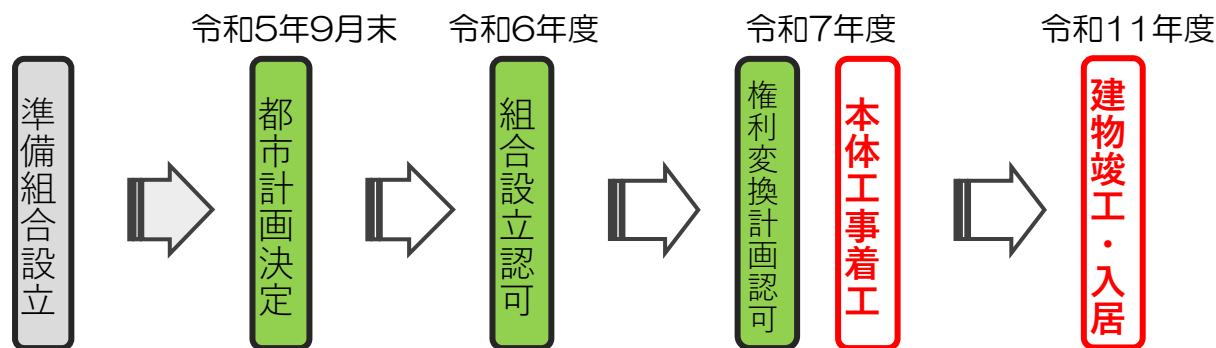 令和5年9月末
令和6年度
令和7年度
令和11年度
準備組合設立
都市計画決定
組合設立認可
権利変換計画認可
本体工事着工
建物竣工・入居